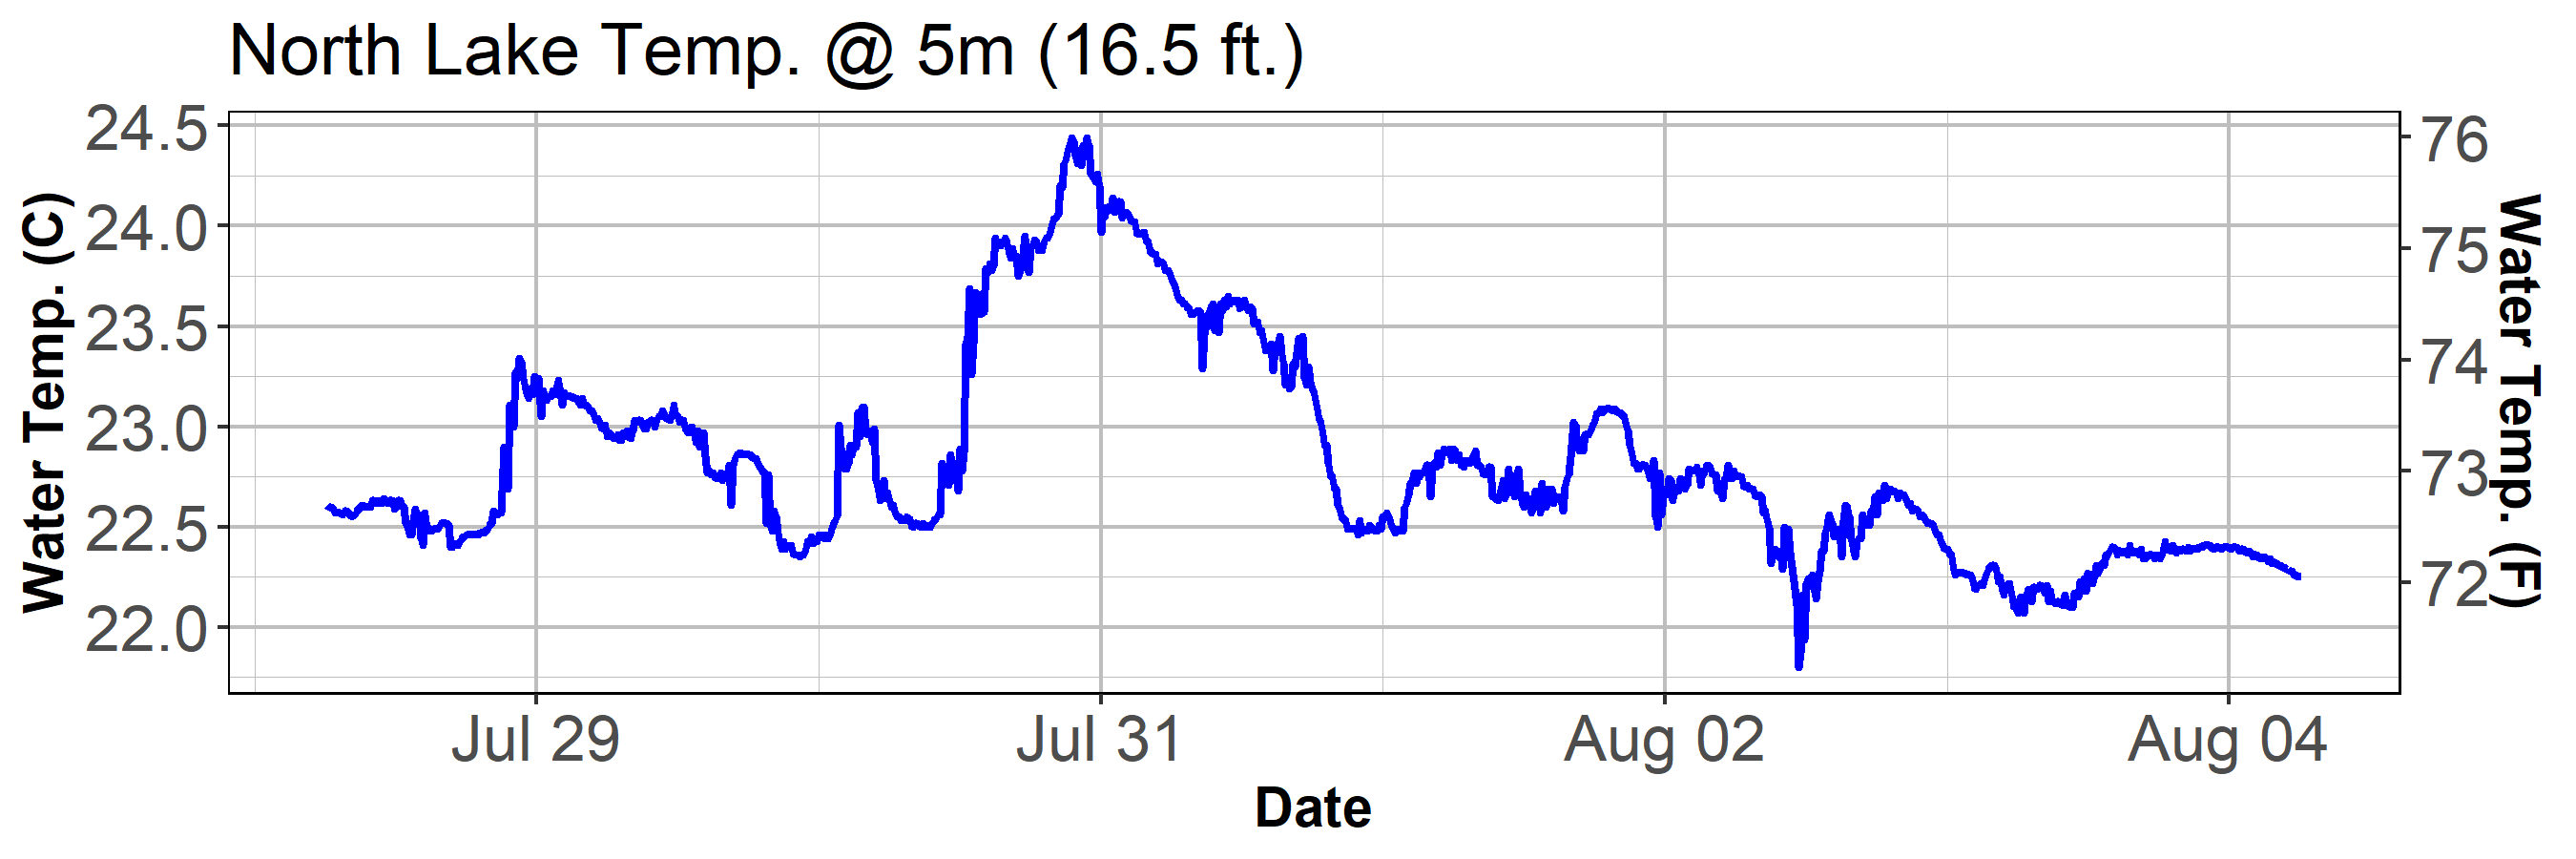 North Lake Temp. @ 5m (16.5 ft.)
Water Temp. (C)
24.5
24.0
23.5
23.0
22.5
22.0
76
75
74
73
72
Water Temp. (F)
Jul 29 Jul 31 Aug 02 Aug 04
Date